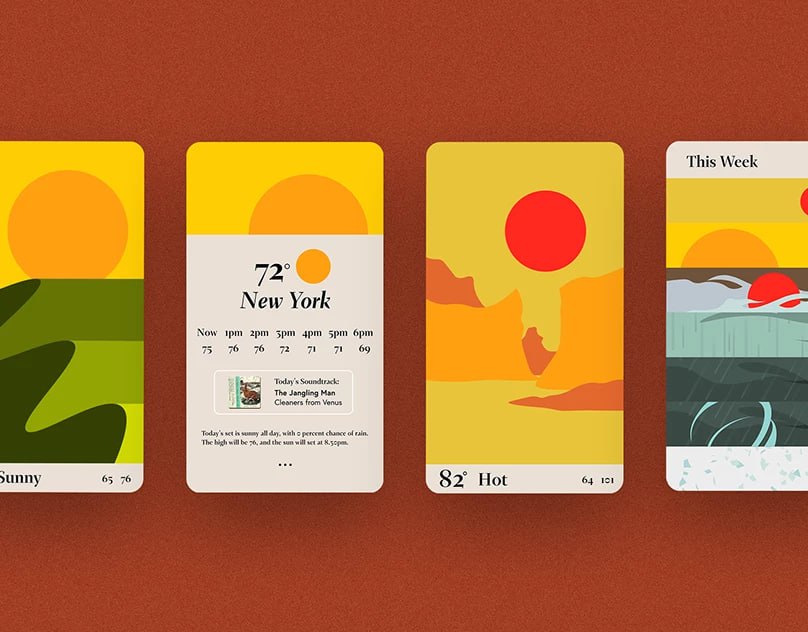 Sunny
65 76
72°
New York
Now 1pm 2pm 3pm 4pm 5pm 6pm
75 76 76 72 71 71 69
Today's Soundtrack:
The Jangling Man
Cleaners from Venus
Today's set is sunny all day, with 0 percent chance of rain.
The high will be 76, and the sun will set at 8.30pm.
...
82° Hot
64 101
This Week